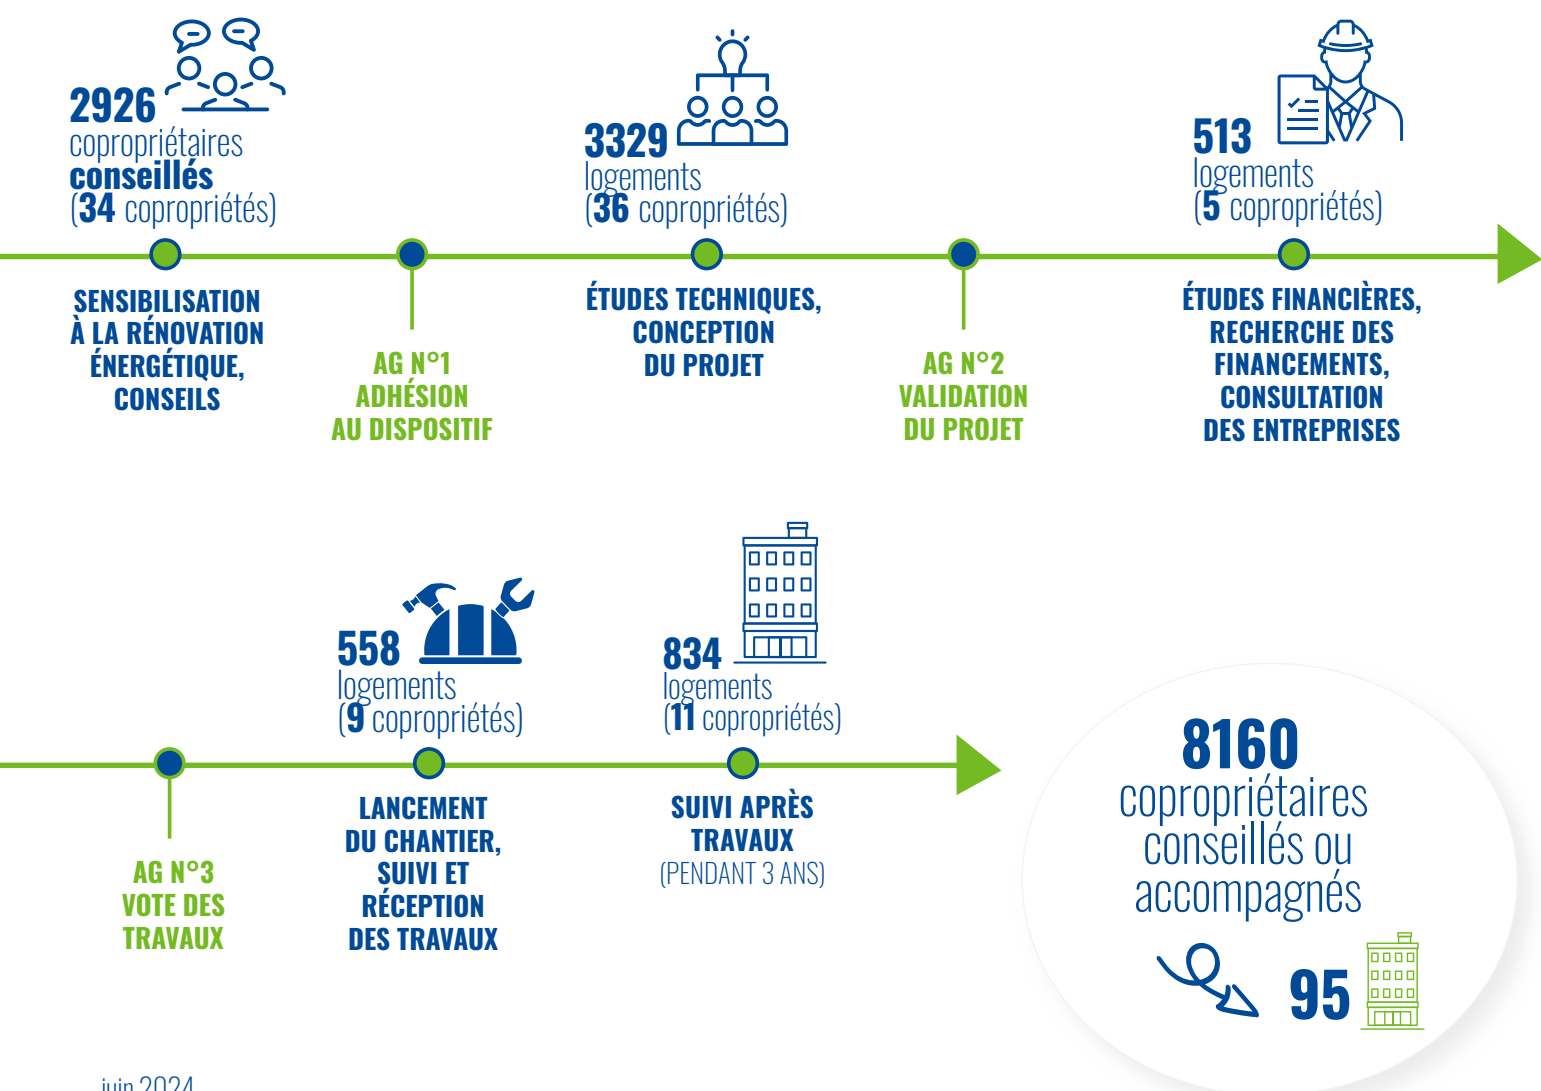 2926
copropriétaires
conseillés
(34 copropriétés)
SENSIBILISATION
À LA RÉNOVATION
ÉNERGÉTIQUE,
CONSEILS
AG N°1
ADHÉSION
AU DISPOSITIF
3329
logements
(36 copropriétés)
ÉTUDES TECHNIQUES,
CONCEPTION
DU PROJET
AG N°2
VALIDATION
DU PROJET
513
logements
(5 copropriétés)
ÉTUDES FINANCIÈRES,
RECHERCHE DES
FINANCEMENTS,
CONSULTATION
DES ENTREPRISES
AG N°3
VOTE DES
TRAVAUX
558
logements
(9 copropriétés)
LANCEMENT
DU CHANTIER,
SUIVI ET
RÉCEPTION
DES TRAVAUX
834
logements
(11 copropriétés)
SUIVI APRÈS
TRAVAUX
(PENDANT 3 ANS)
8160
copropriétaires
conseillés ou
accompagnés
95
juin 2024